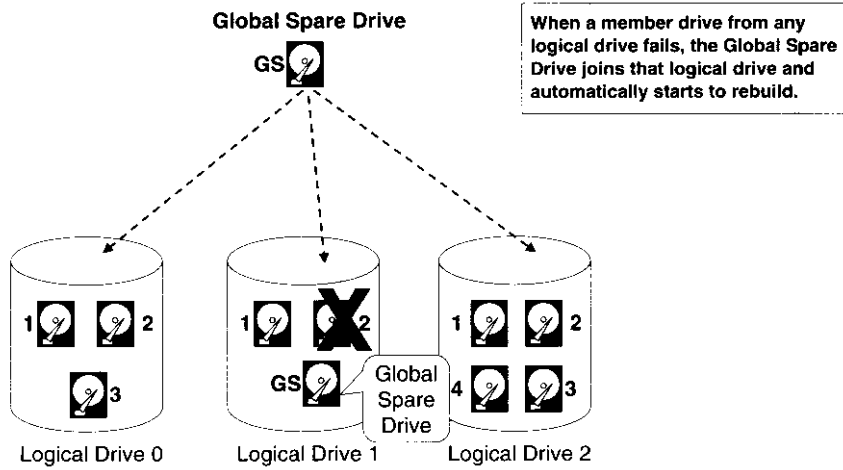 Global Spare Drive
GS
When a member drive from any
logical drive fails, the Global Spare
Drive joins that logical drive and
automatically starts to rebuild.
1
2
3
Logical Drive 0
1
2
GS
Global
Spare
Drive
Logical Drive 1
1
2
4
3
Logical Drive 2